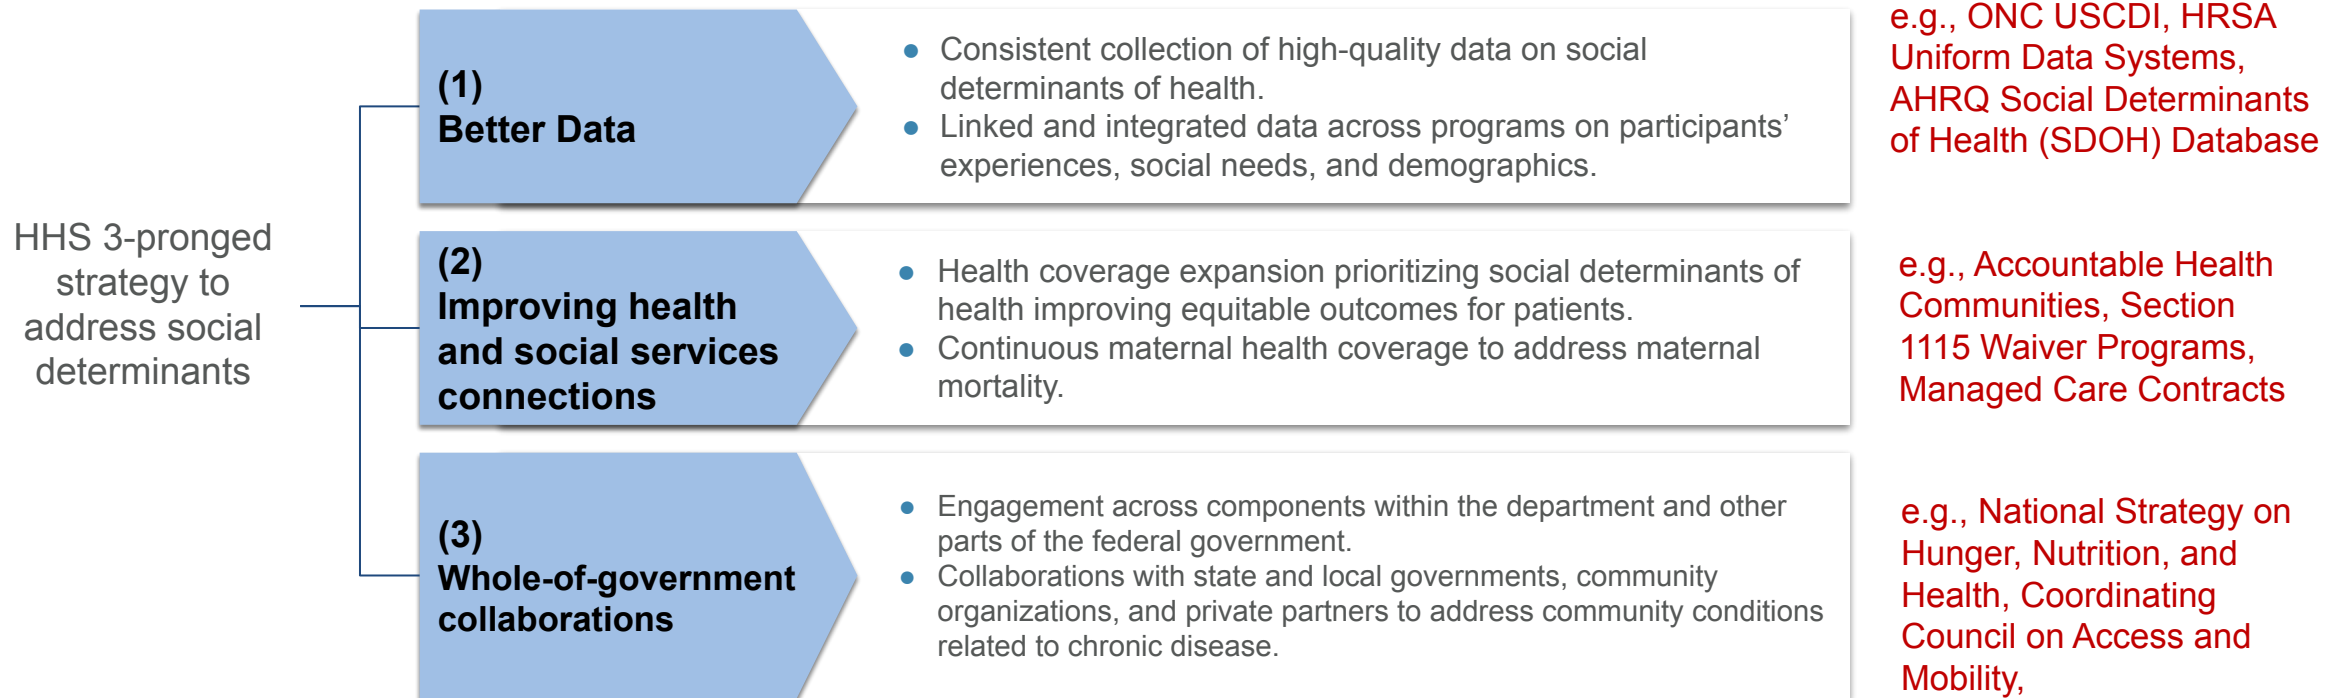 HHS 3-pronged
strategy to
address social
determinants
(1)
Better Data
● Consistent collection of high-quality data on social
determinants of health.
● Linked and integrated data across programs on participants’
experiences, social needs, and demographics.
e.g., ONC USCDI, HRSA
Uniform Data Systems,
AHRQ Social Determinants
of Health (SDOH) Database
(2)
Improving health
and social services
connections
● Health coverage expansion prioritizing social determinants of
health improving equitable outcomes for patients.
● Continuous maternal health coverage to address maternal
mortality.
e.g., Accountable Health
Communities, Section
1115 Waiver Programs,
Managed Care Contracts
(3)
Whole-of-government
collaborations
● Engagement across components within the department and other
parts of the federal government.
● Collaborations with state and local governments, community
organizations, and private partners to address community conditions
related to chronic disease.
e.g., National Strategy on
Hunger, Nutrition, and
Health, Coordinating
Council on Access and
Mobility,